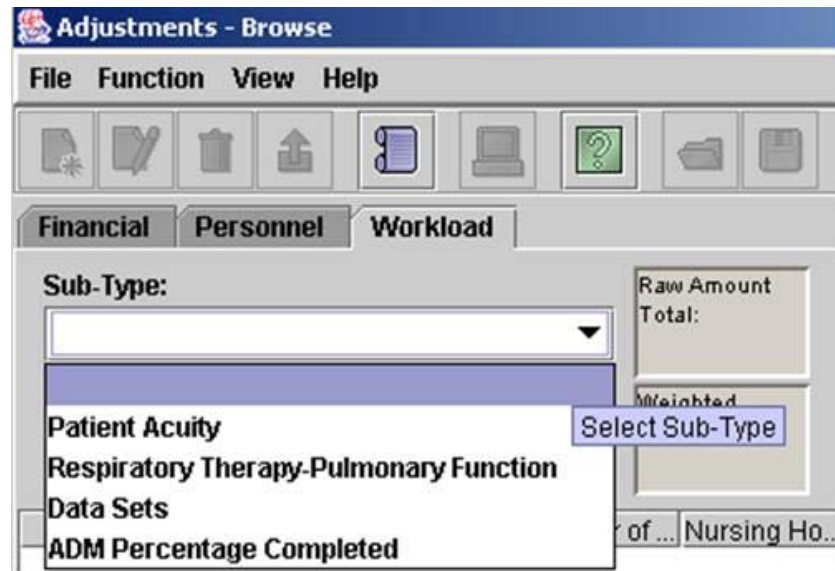 Adjustments - Browse
File Function View Help
Financial Personnel Workload
Sub-Type:
Raw Amount
Total:
Weighted
Select Sub-Type
Patient Acuity
Respiratory Therapy-Pulmonary Function
Data Sets
ADM Percentage Completed
of ... Nursing Ho...